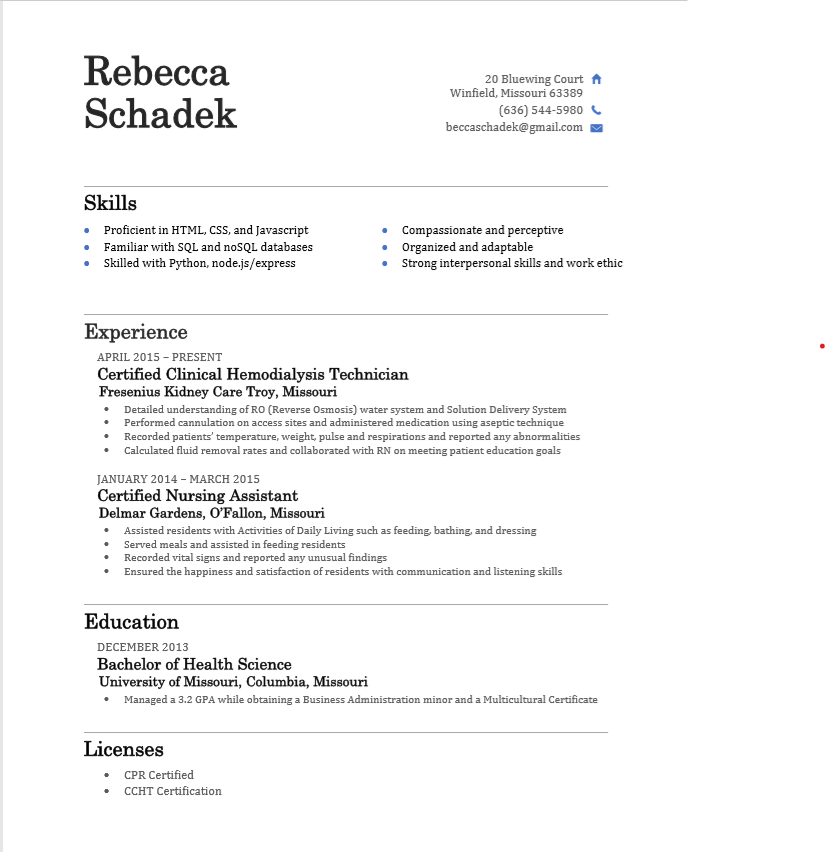 Rebecca
Schadek
20 Bluewing Court
Winfield, Missouri 63389
(636) 544-5980
beccaschadek@gmail.com
Skills
Proficient in HTML, CSS, and Javascript
Familiar with SQL and noSQL databases
Skilled with Python, node.js/express
Compassionate and perceptive
Organized and adaptable
Strong interpersonal skills and work ethic
Experience
APRIL 2015 – PRESENT
Certified Clinical Hemodialysis Technician
Fresenius Kidney Care Troy, Missouri
Detailed understanding of RO (Reverse Osmosis) water system and Solution Delivery System
Performed cannulation on access sites and administered medication using aseptic technique
Recorded patients' temperature, weight, pulse and respirations and reported any abnormalities
Calculated fluid removal rates and collaborated with RN on meeting patient education goals
JANUARY 2014 – MARCH 2015
Certified Nursing Assistant
Delmar Gardens, O'Fallon, Missouri
Assisted residents with Activities of Daily Living such as feeding, bathing, and dressing
Served meals and assisted in feeding residents
Recorded vital signs and reported any unusual findings
Ensured the happiness and satisfaction of residents with communication and listening skills
Education
DECEMBER 2013
Bachelor of Health Science
University of Missouri, Columbia, Missouri
Managed a 3.2 GPA while obtaining a Business Administration minor and a Multicultural Certificate
Licenses
CPR Certified
CCHT Certification